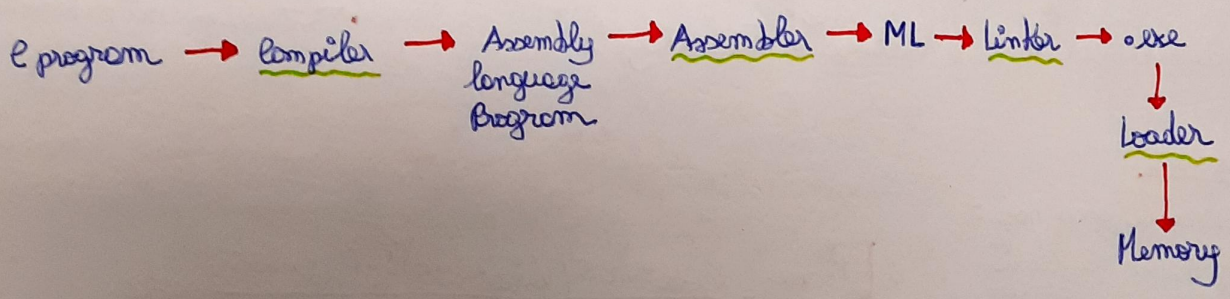 C program → Compiler → Assembly → Assembler → ML → Linker → .exe
language
Program
Loader
Memory